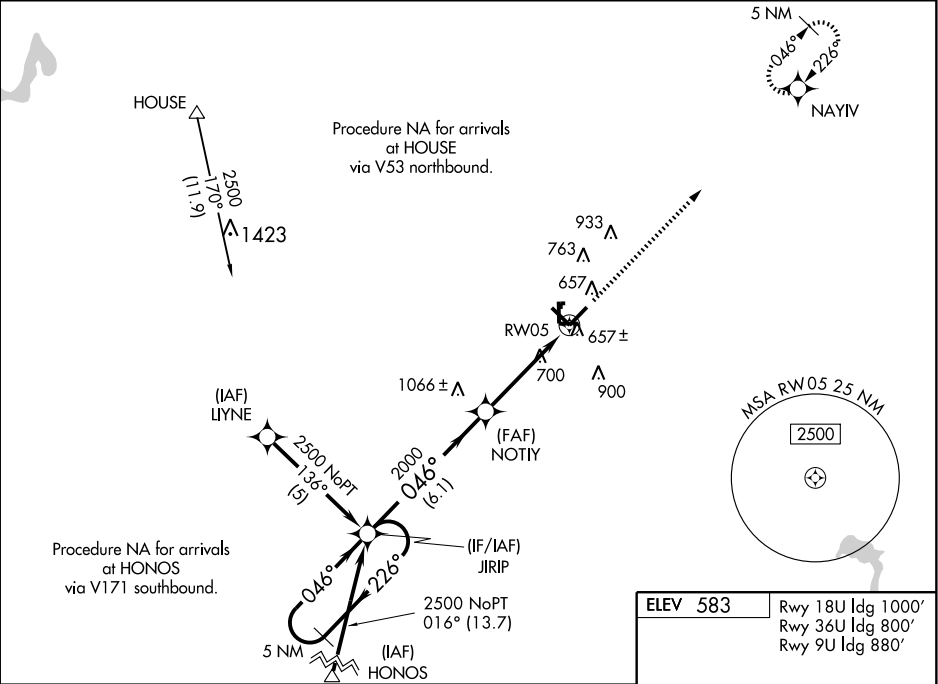 5 NM
046°
226°
NAYIV
HOUSE
Procedure NA for arrivals
at HOUSE
via V53 northbound.
2500
170°
(11.9)
1423
933
763
657
RW05
657 ±
700
900
1066 ±
(IAF)
LIYNE
(FAF)
NOTIY
MSA RW05 25 NM
2500
2500 NoPT
136°
(5)
2000
046°
(6.1)
Procedure NA for arrivals
at HONOS
via V171 southbound.
(IF/IAF)
JIRIP
046°
226°
2500 NoPT
016° (13.7)
5 NM
(IAF)
HONOS
ELEV 583
Rwy 18U ldg 1000'
Rwy 36U ldg 800'
Rwy 9U ldg 880'